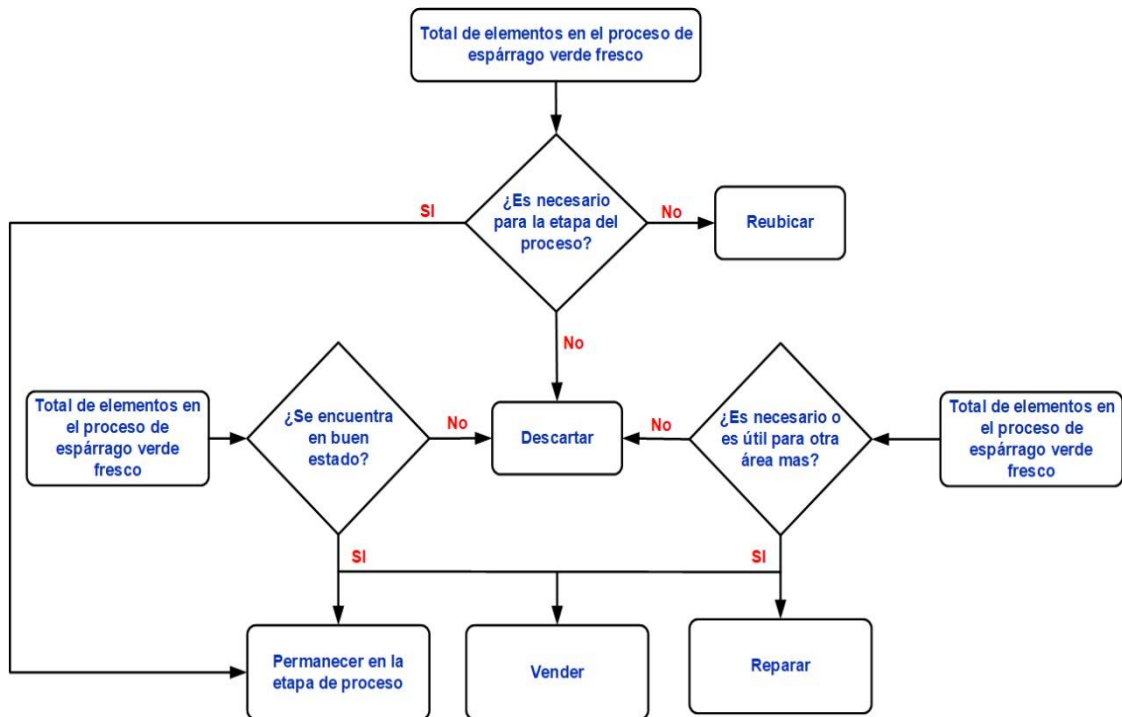 Total de elementos en el proceso de
espárrago verde fresco
¿Es necesario
para la etapa del
proceso?
SI
No
Reubicar
No
Total de elementos en
el proceso de
espárrago verde
fresco
¿Se encuentra
en buen
estado?
No
Descartar
No
¿Es necesario o
es útil para otra
área mas?
Total de elementos en
el proceso de
espárrago verde
fresco
SI
SI
Permanecer en la
etapa de proceso
Vender
Reparar